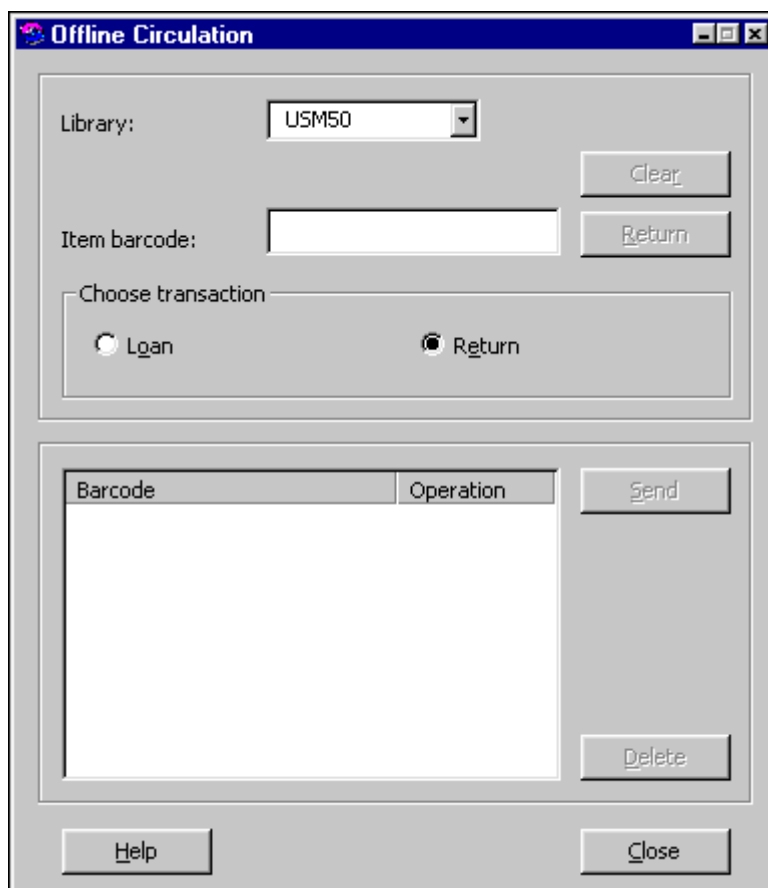 Offline Circulation
Library: USM50
Clear
Item barcode: Return
Choose transaction
Loan Return
Barcode Operation Send
Delete
Help Close